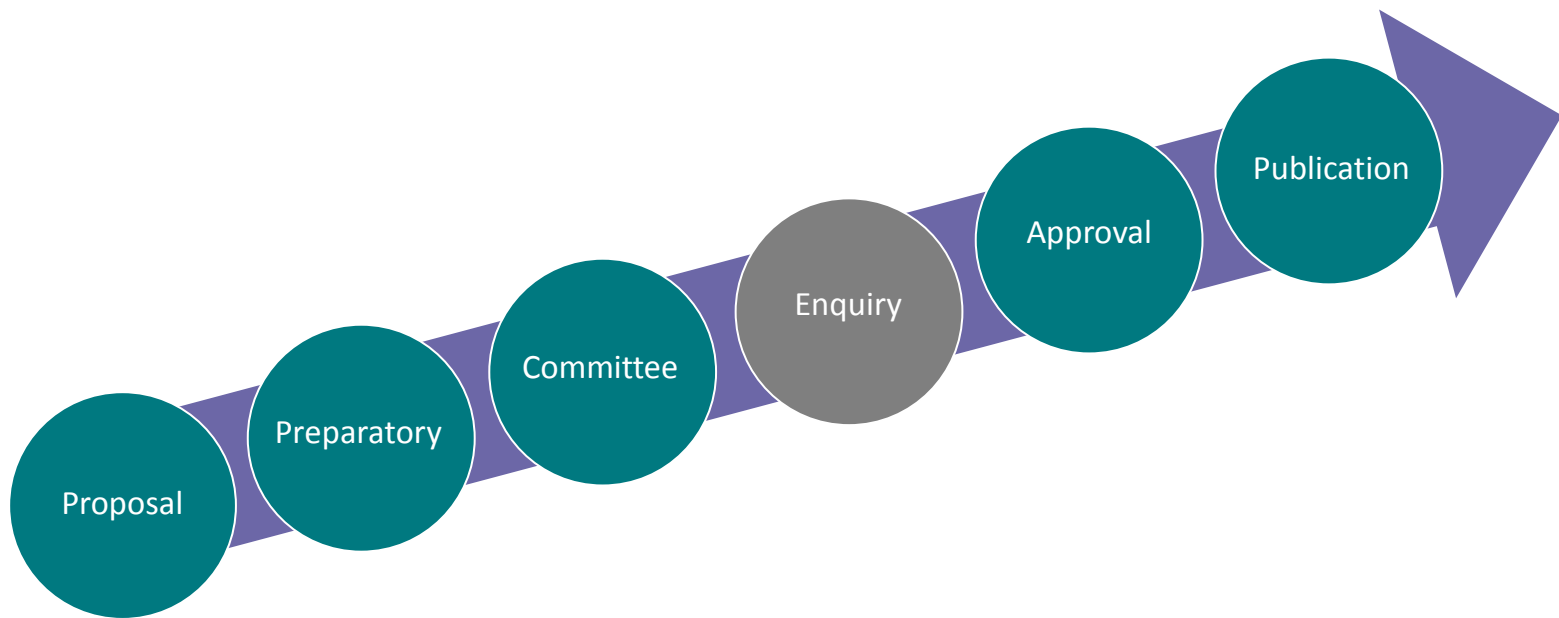 Proposal
Preparatory
Committee
Enquiry
Approval
Publication